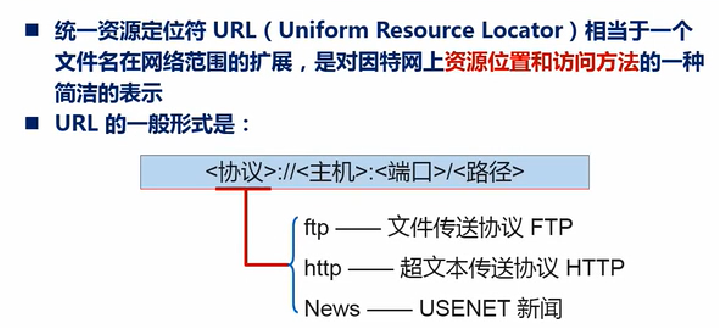 ■ 统一资源定位符 URL（Uniform Resource Locator）相当于一个
文件名在网络范围的扩展，是对因特网上资源位置和访问方法的一种
简洁的表示
■ URL 的一般形式是：
<协议>://<主机>:<端口>/<路径>
ftp —— 文件传送协议 FTP
http —— 超文本传送协议 HTTP
News —— USENET 新闻